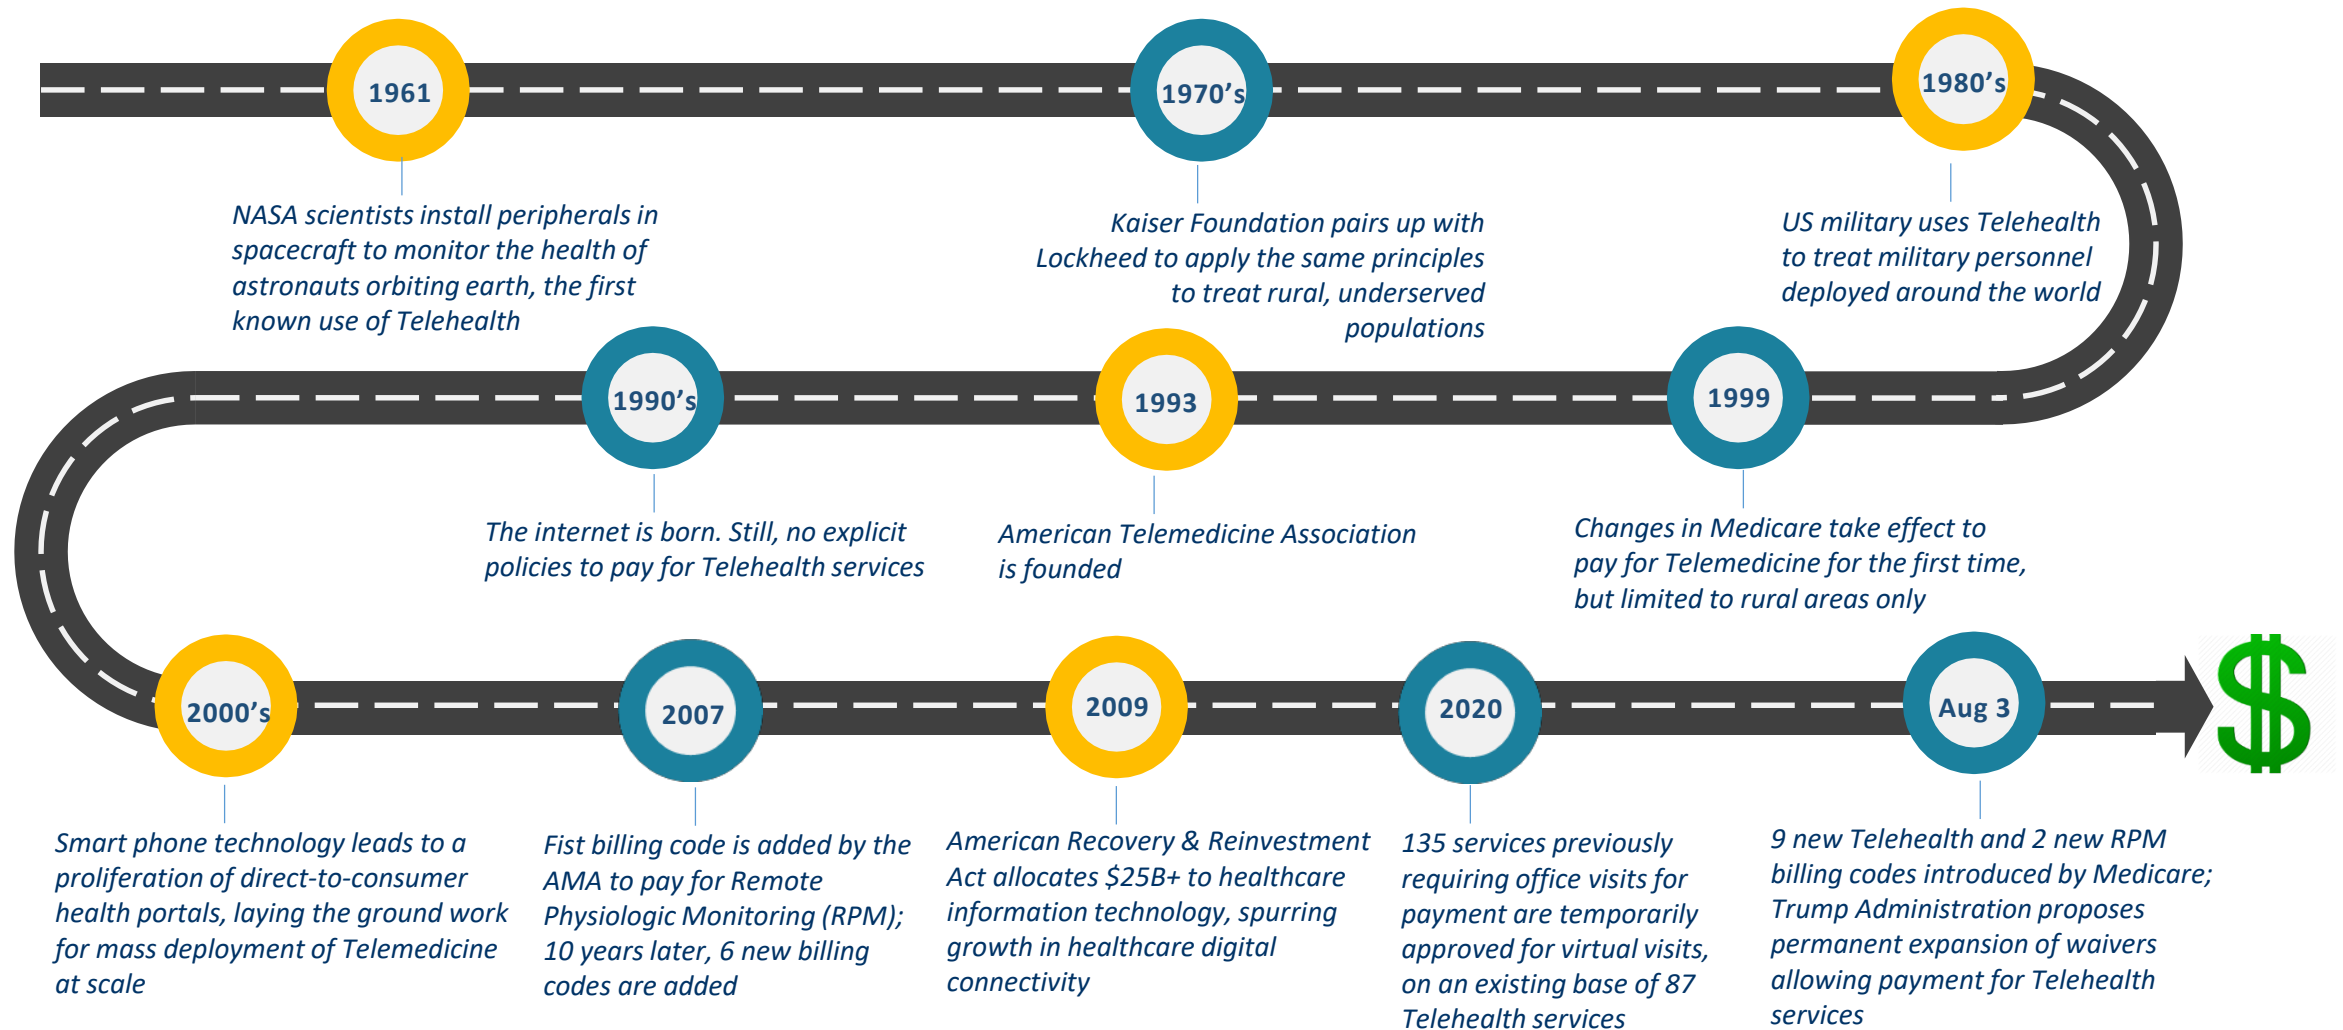 1961
NASA scientists install peripherals in
spacecraft to monitor the health of
astronauts orbiting earth, the first
known use of Telehealth
1970's
Kaiser Foundation pairs up with
Lockheed to apply the same principles
to treat rural, underserved
populations
1980's
US military uses Telehealth
to treat military personnel
deployed around the world
1990's
The internet is born. Still, no explicit
policies to pay for Telehealth services
1993
American Telemedicine Association
is founded
1999
Changes in Medicare take effect to
pay for Telemedicine for the first time,
but limited to rural areas only
2000's
Smart phone technology leads to a
proliferation of direct-to-consumer
health portals, laying the ground work
for mass deployment of Telemedicine
at scale
2007
Fist billing code is added by the
AMA to pay for Remote
Physiologic Monitoring (RPM);
10 years later, 6 new billing
codes are added
2009
American Recovery & Reinvestment
Act allocates $25B+ to healthcare
information technology, spurring
growth in healthcare digital
connectivity
2020
135 services previously
requiring office visits for
payment are temporarily
approved for virtual visits,
on an existing base of 87
Telehealth services
Aug 3
9 new Telehealth and 2 new RPM
billing codes introduced by Medicare;
Trump Administration proposes
permanent expansion of waivers
allowing payment for Telehealth
services
$